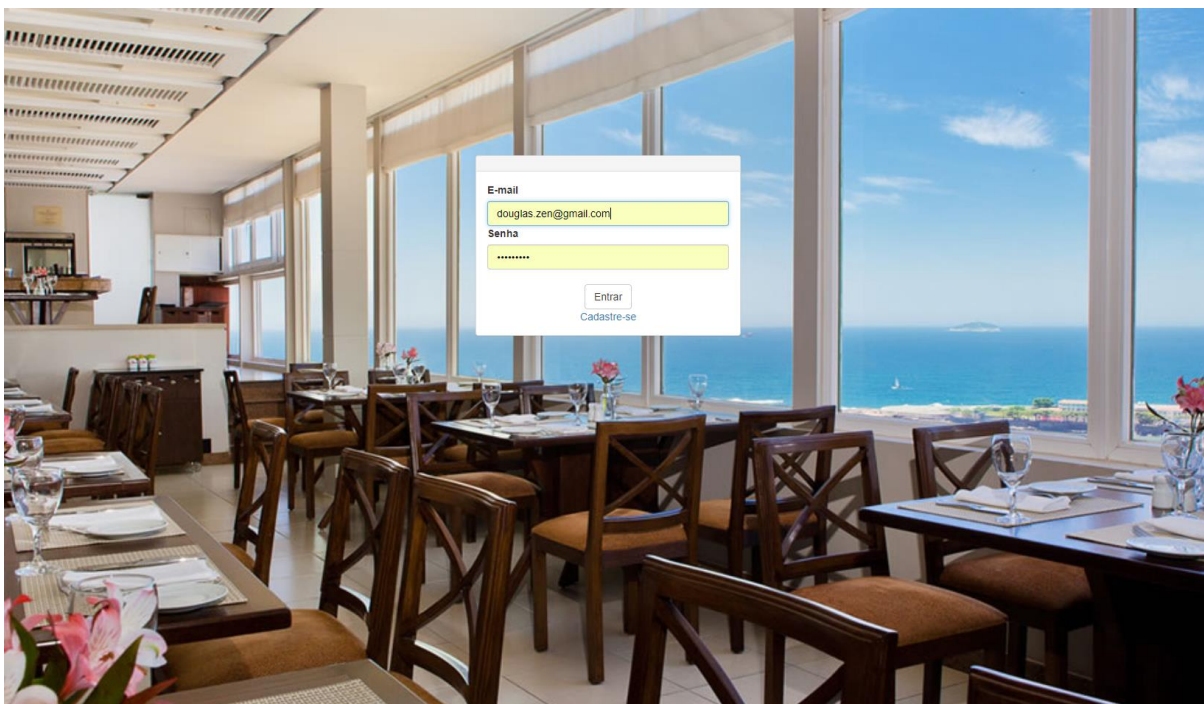 E-mail
douglas.zen@gmail.com
Senha
•••••••••
Entrar
Cadastre-se